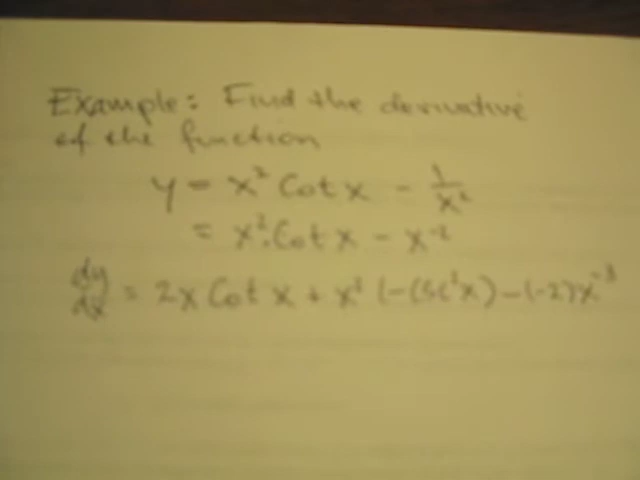 Example: Find the derivative
of the function
y = x² Cot x - 1/x²
= x². Cot x - x⁻²
dy/dx = 2x Cot x + x² (-csc²x) - (-2)x⁻³